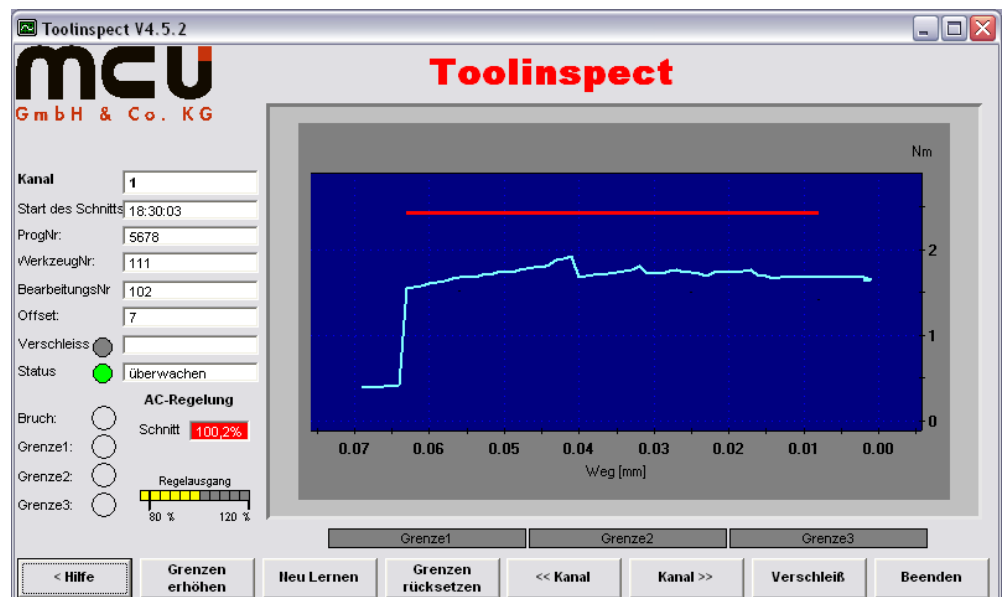 Toolinspect V4.5.2
mcu
GmbH & Co. KG
Toolinspect
Kanal 1
Start des Schnitts 18:30:03
ProgNr: 5678
WerkzeugNr: 111
BearbeitungsNr 102
Offset: 7
Verschleiss
Status überwachen
AC-Regelung
Bruch:
Schnitt 100,2%
Grenze1:
Grenze2:
Regelausgang
Grenze3:
80 % 120 %
Nm
2
1
0
0.07 0.06 0.05 0.04 0.03 0.02 0.01 0.00
Weg [mm]
Grenze1 Grenze2 Grenze3
< Hilfe
Grenzen
erhöhen
Neu Lernen
Grenzen
rücksetzen
<< Kanal
Kanal >>
Verschleiß
Beenden